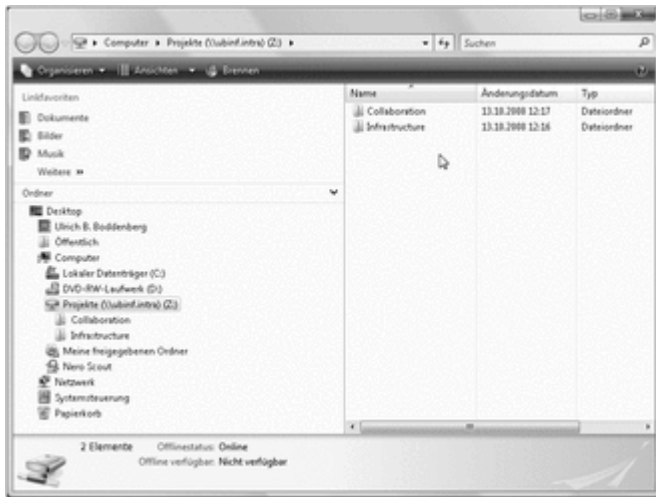 Computer ▸ Projekte (\\ubinf.intra) (Z:) ▸
Suchen
Organisieren Ansichten Brennen
Linkfavoriten
Dokumente
Bilder
Musik
Weitere »
Ordner
Desktop
Ulrich B. Boddenberg
Öffentlich
Computer
Lokaler Datenträger (C:)
DVD-RW-Laufwerk (D:)
Projekte (\\ubinf.intra) (Z:)
Collaboration
Infrastructure
Meine freigegebenen Ordner
Nero Scout
Netzwerk
Systemsteuerung
Papierkorb
Name Änderungsdatum Typ
Collaboration 13.10.2008 12:17 Dateiordner
Infrastructure 13.10.2008 12:16 Dateiordner
2 Elemente Offlinestatus: Online
Offline verfügbar: Nicht verfügbar